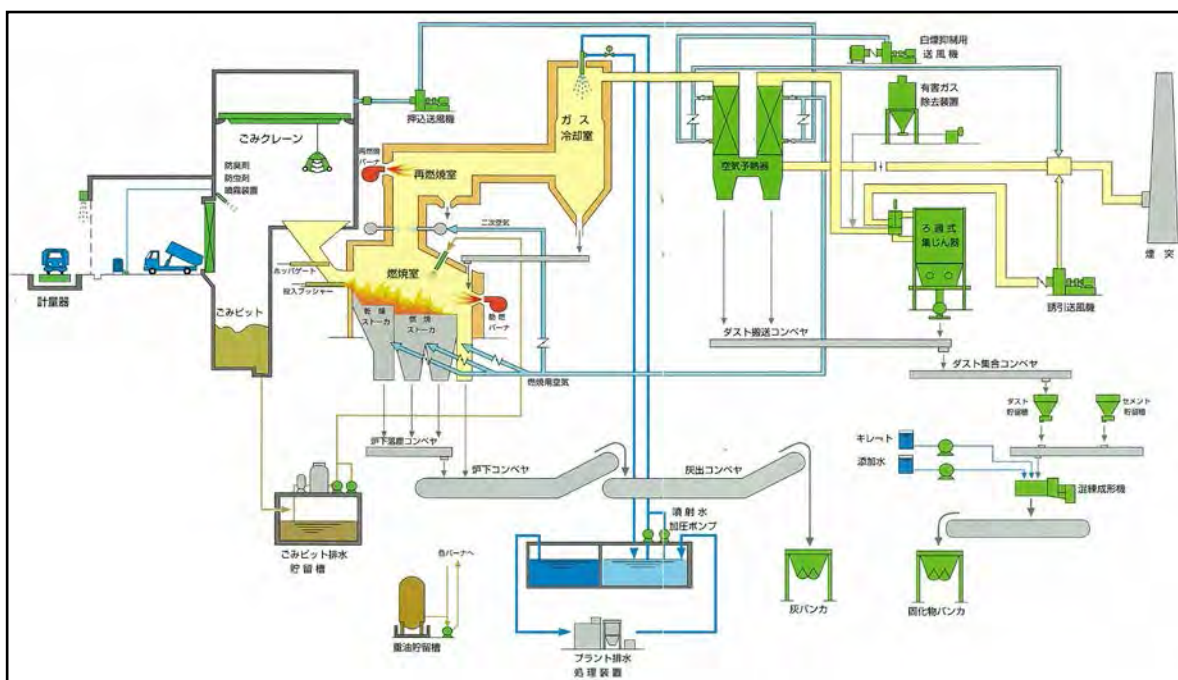 白煙抑制用
送風機
有害ガス
除去装置
押込送風機
ごみクレーン
ガス
冷却室
防臭剤
防虫剤
噴霧装置
再燃焼
バーナ
再燃焼室
空気予熱器
二次空気
ろ過式
集じん器
煙突
ホッパゲート
投入プッシャー
燃焼室
助燃
バーナ
計量器
ごみピット
乾燥
ストーカ
燃焼
ストーカ
誘引送風機
ダスト搬送コンベヤ
燃焼用空気
ダスト集合コンベヤ
ダスト
貯留槽
セメント
貯留槽
炉下落塵コンベヤ
炉下コンベヤ
灰出コンベヤ
キレート
添加水
混練成形機
噴射水
加圧ポンプ
ごみピット排水
貯留槽
各バーナへ
灰バンカ
固化物バンカ
重油貯留槽
プラント排水
処理装置